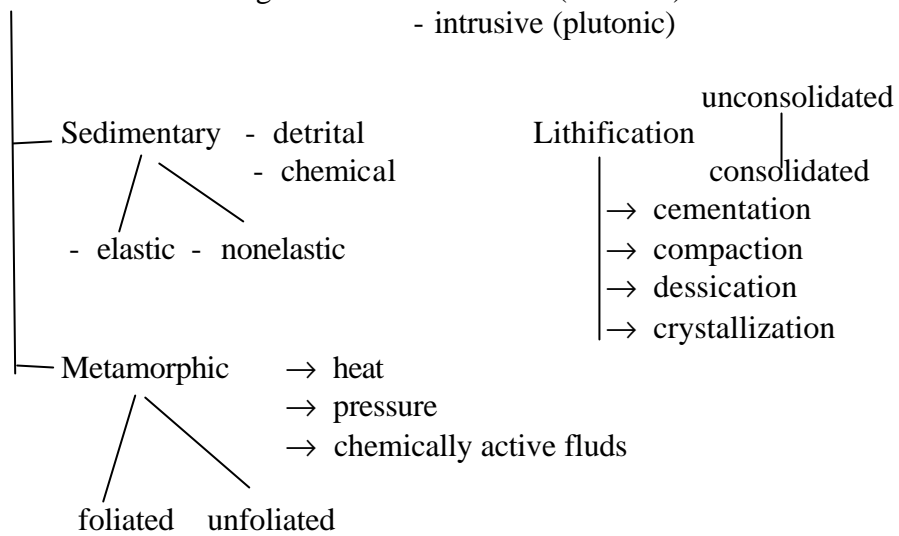 - intrusive (plutonic)
unconsolidated
Sedimentary - detrital Lithification
- chemical consolidated
→ cementation
- elastic - nonelastic → compaction
→ dessication
→ crystallization
Metamorphic → heat
→ pressure
→ chemically active fluds
foliated unfoliated